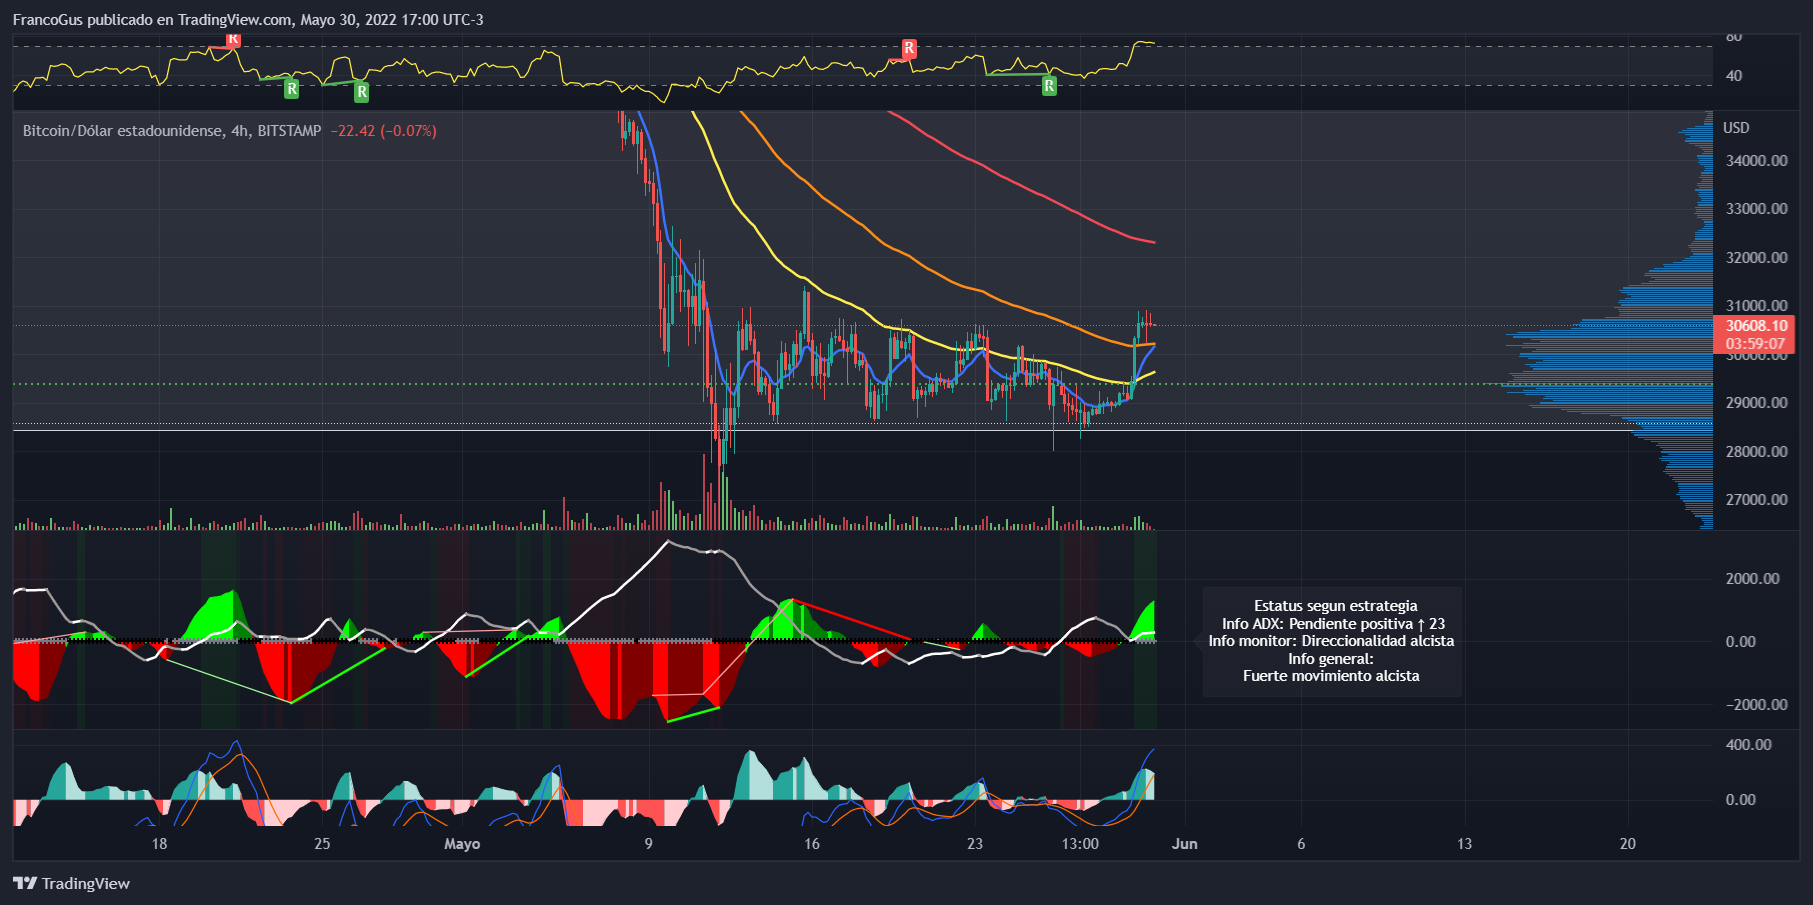 FrancoGus publicado en TradingView.com, Mayo 30, 2022 17:00 UTC-3
R
R
R
R
R
80
40
Bitcoin/Dólar estadounidense, 4h, BITSTAMP −22.42 (−0.07%)
USD
34000.00
33000.00
32000.00
31000.00
30608.10
03:59:07
30000.00
29000.00
28000.00
27000.00
2000.00
0.00
−2000.00
Estatus segun estrategia
Info ADX: Pendiente positiva ↑ 23
Info monitor: Direccionalidad alcista
Info general:
Fuerte movimiento alcista
400.00
0.00
18 25 Mayo 9 16 23 13:00 Jun 6 13 20
TradingView